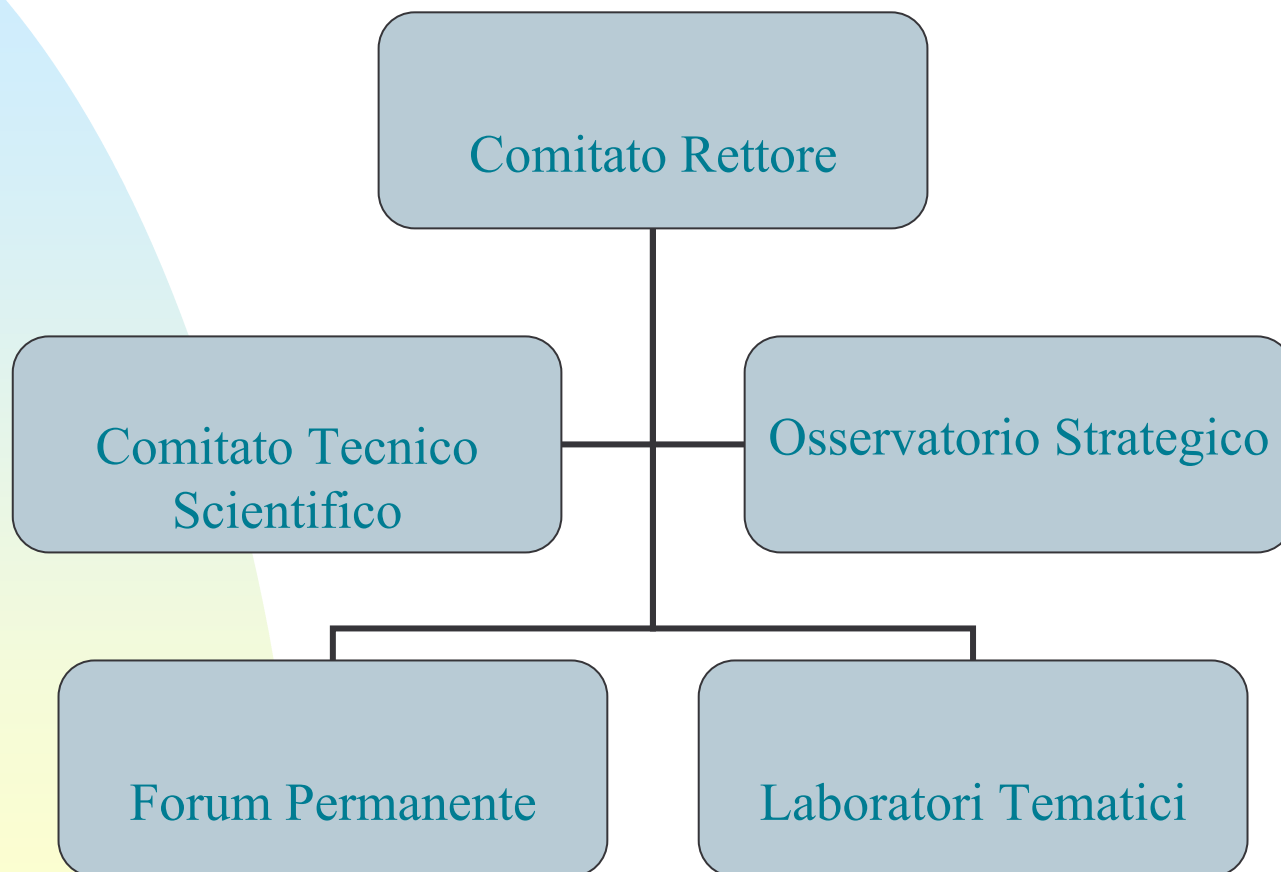 Comitato Rettore
Comitato Tecnico
Scientifico
Osservatorio Strategico
Forum Permanente
Laboratori Tematici